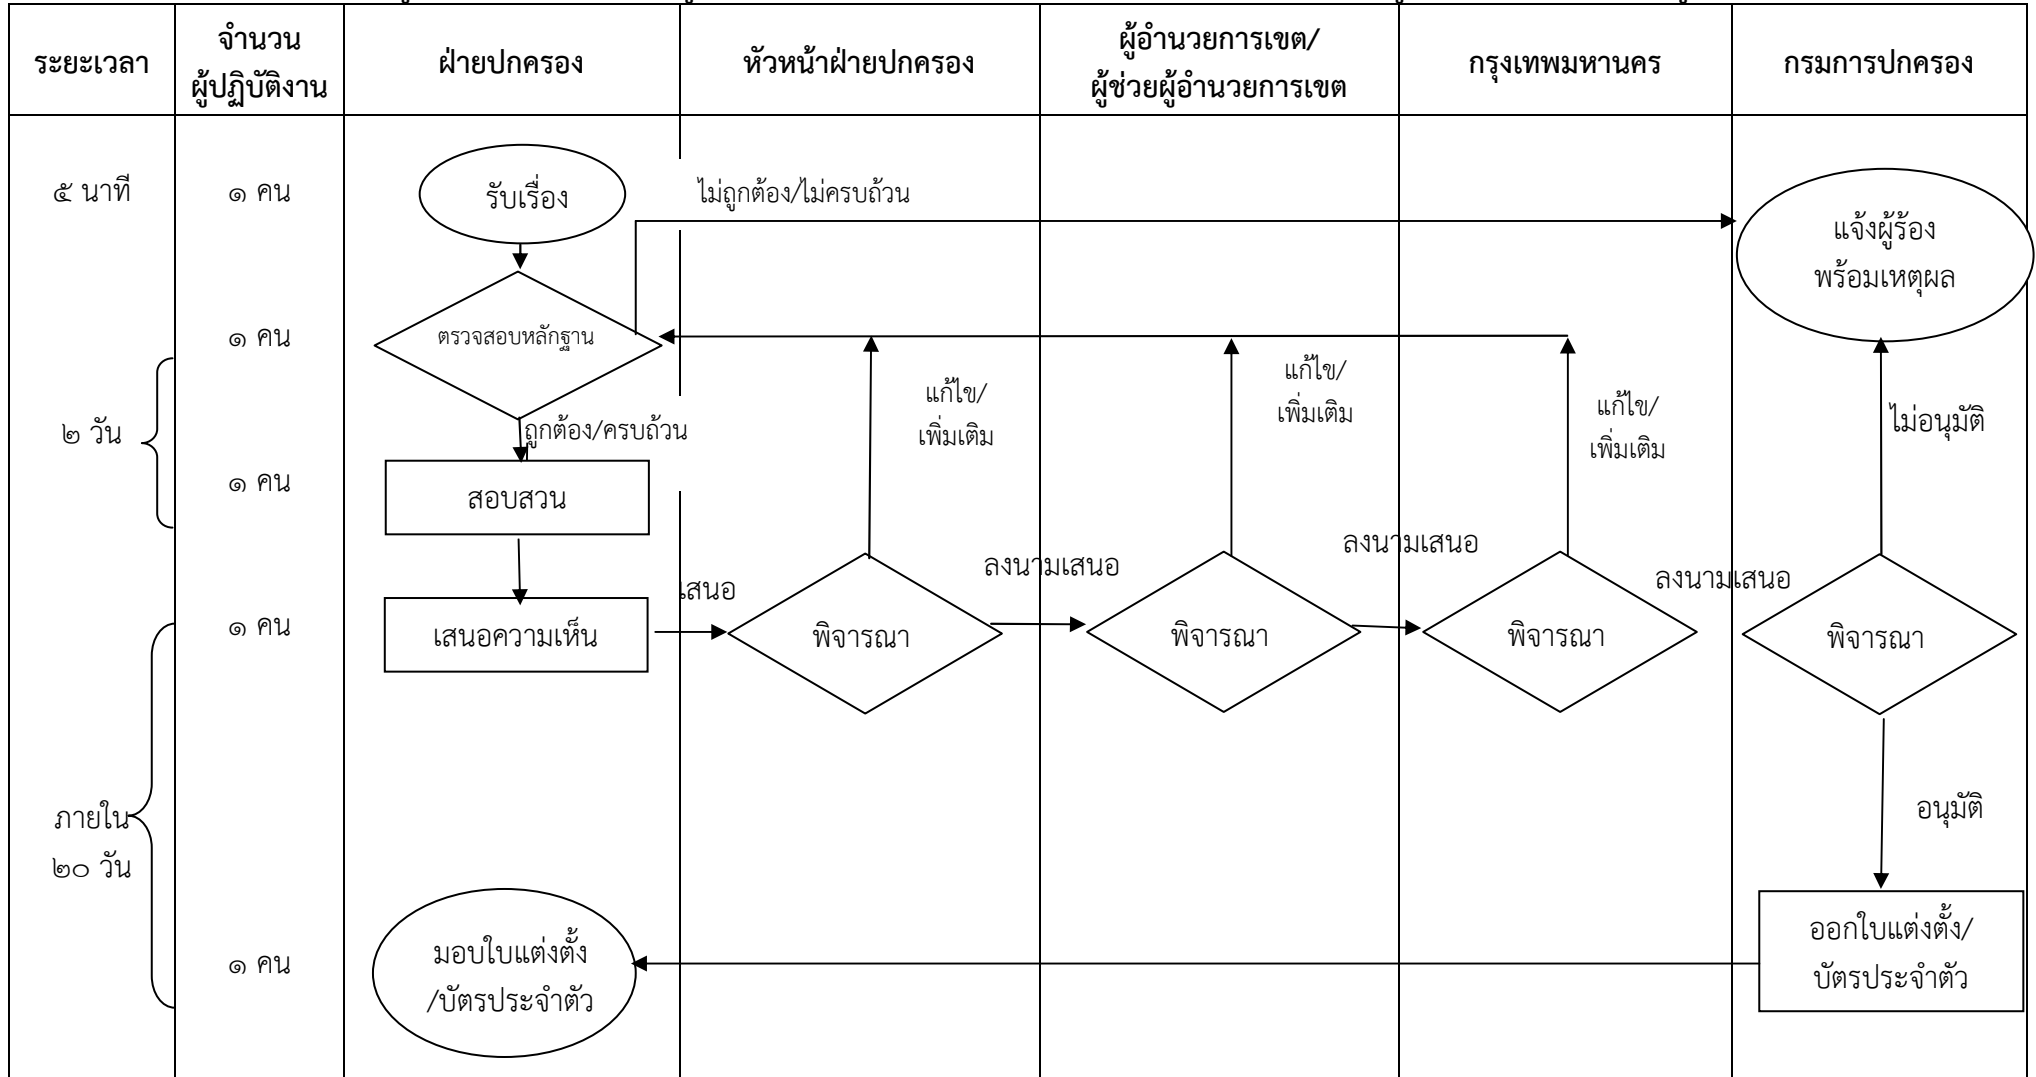 ระยะเวลา
จำนวน
ผู้ปฏิบัติงาน
ฝ่ายปกครอง
หัวหน้าฝ่ายปกครอง
ผู้อำนวยการเขต/
ผู้ช่วยผู้อำนวยการเขต
กรุงเทพมหานคร
กรมการปกครอง
๕ นาที
๑ คน
รับเรื่อง
ไม่ถูกต้อง/ไม่ครบถ้วน
แจ้งผู้ร้อง
พร้อมเหตุผล
๑ คน
ตรวจสอบหลักฐาน
แก้ไข/
เพิ่มเติม
แก้ไข/
เพิ่มเติม
แก้ไข/
เพิ่มเติม
ไม่อนุมัติ
๒ วัน
ถูกต้อง/ครบถ้วน
๑ คน
สอบสวน
เสนอ
ลงนามเสนอ
ลงนามเสนอ
ลงนามเสนอ
๑ คน
เสนอความเห็น
พิจารณา
พิจารณา
พิจารณา
พิจารณา
ภายใน
๒๐ วัน
อนุมัติ
๑ คน
มอบใบแต่งตั้ง
/บัตรประจำตัว
ออกใบแต่งตั้ง/
บัตรประจำตัว